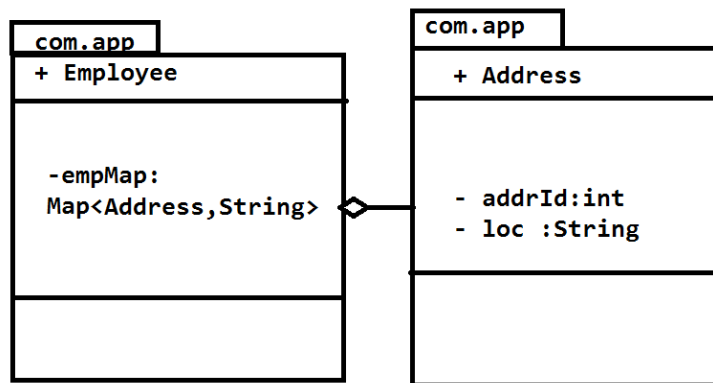 com.app
+ Employee
-empMap:
Map<Address,String>
com.app
+ Address
- addrId:int
- loc :String